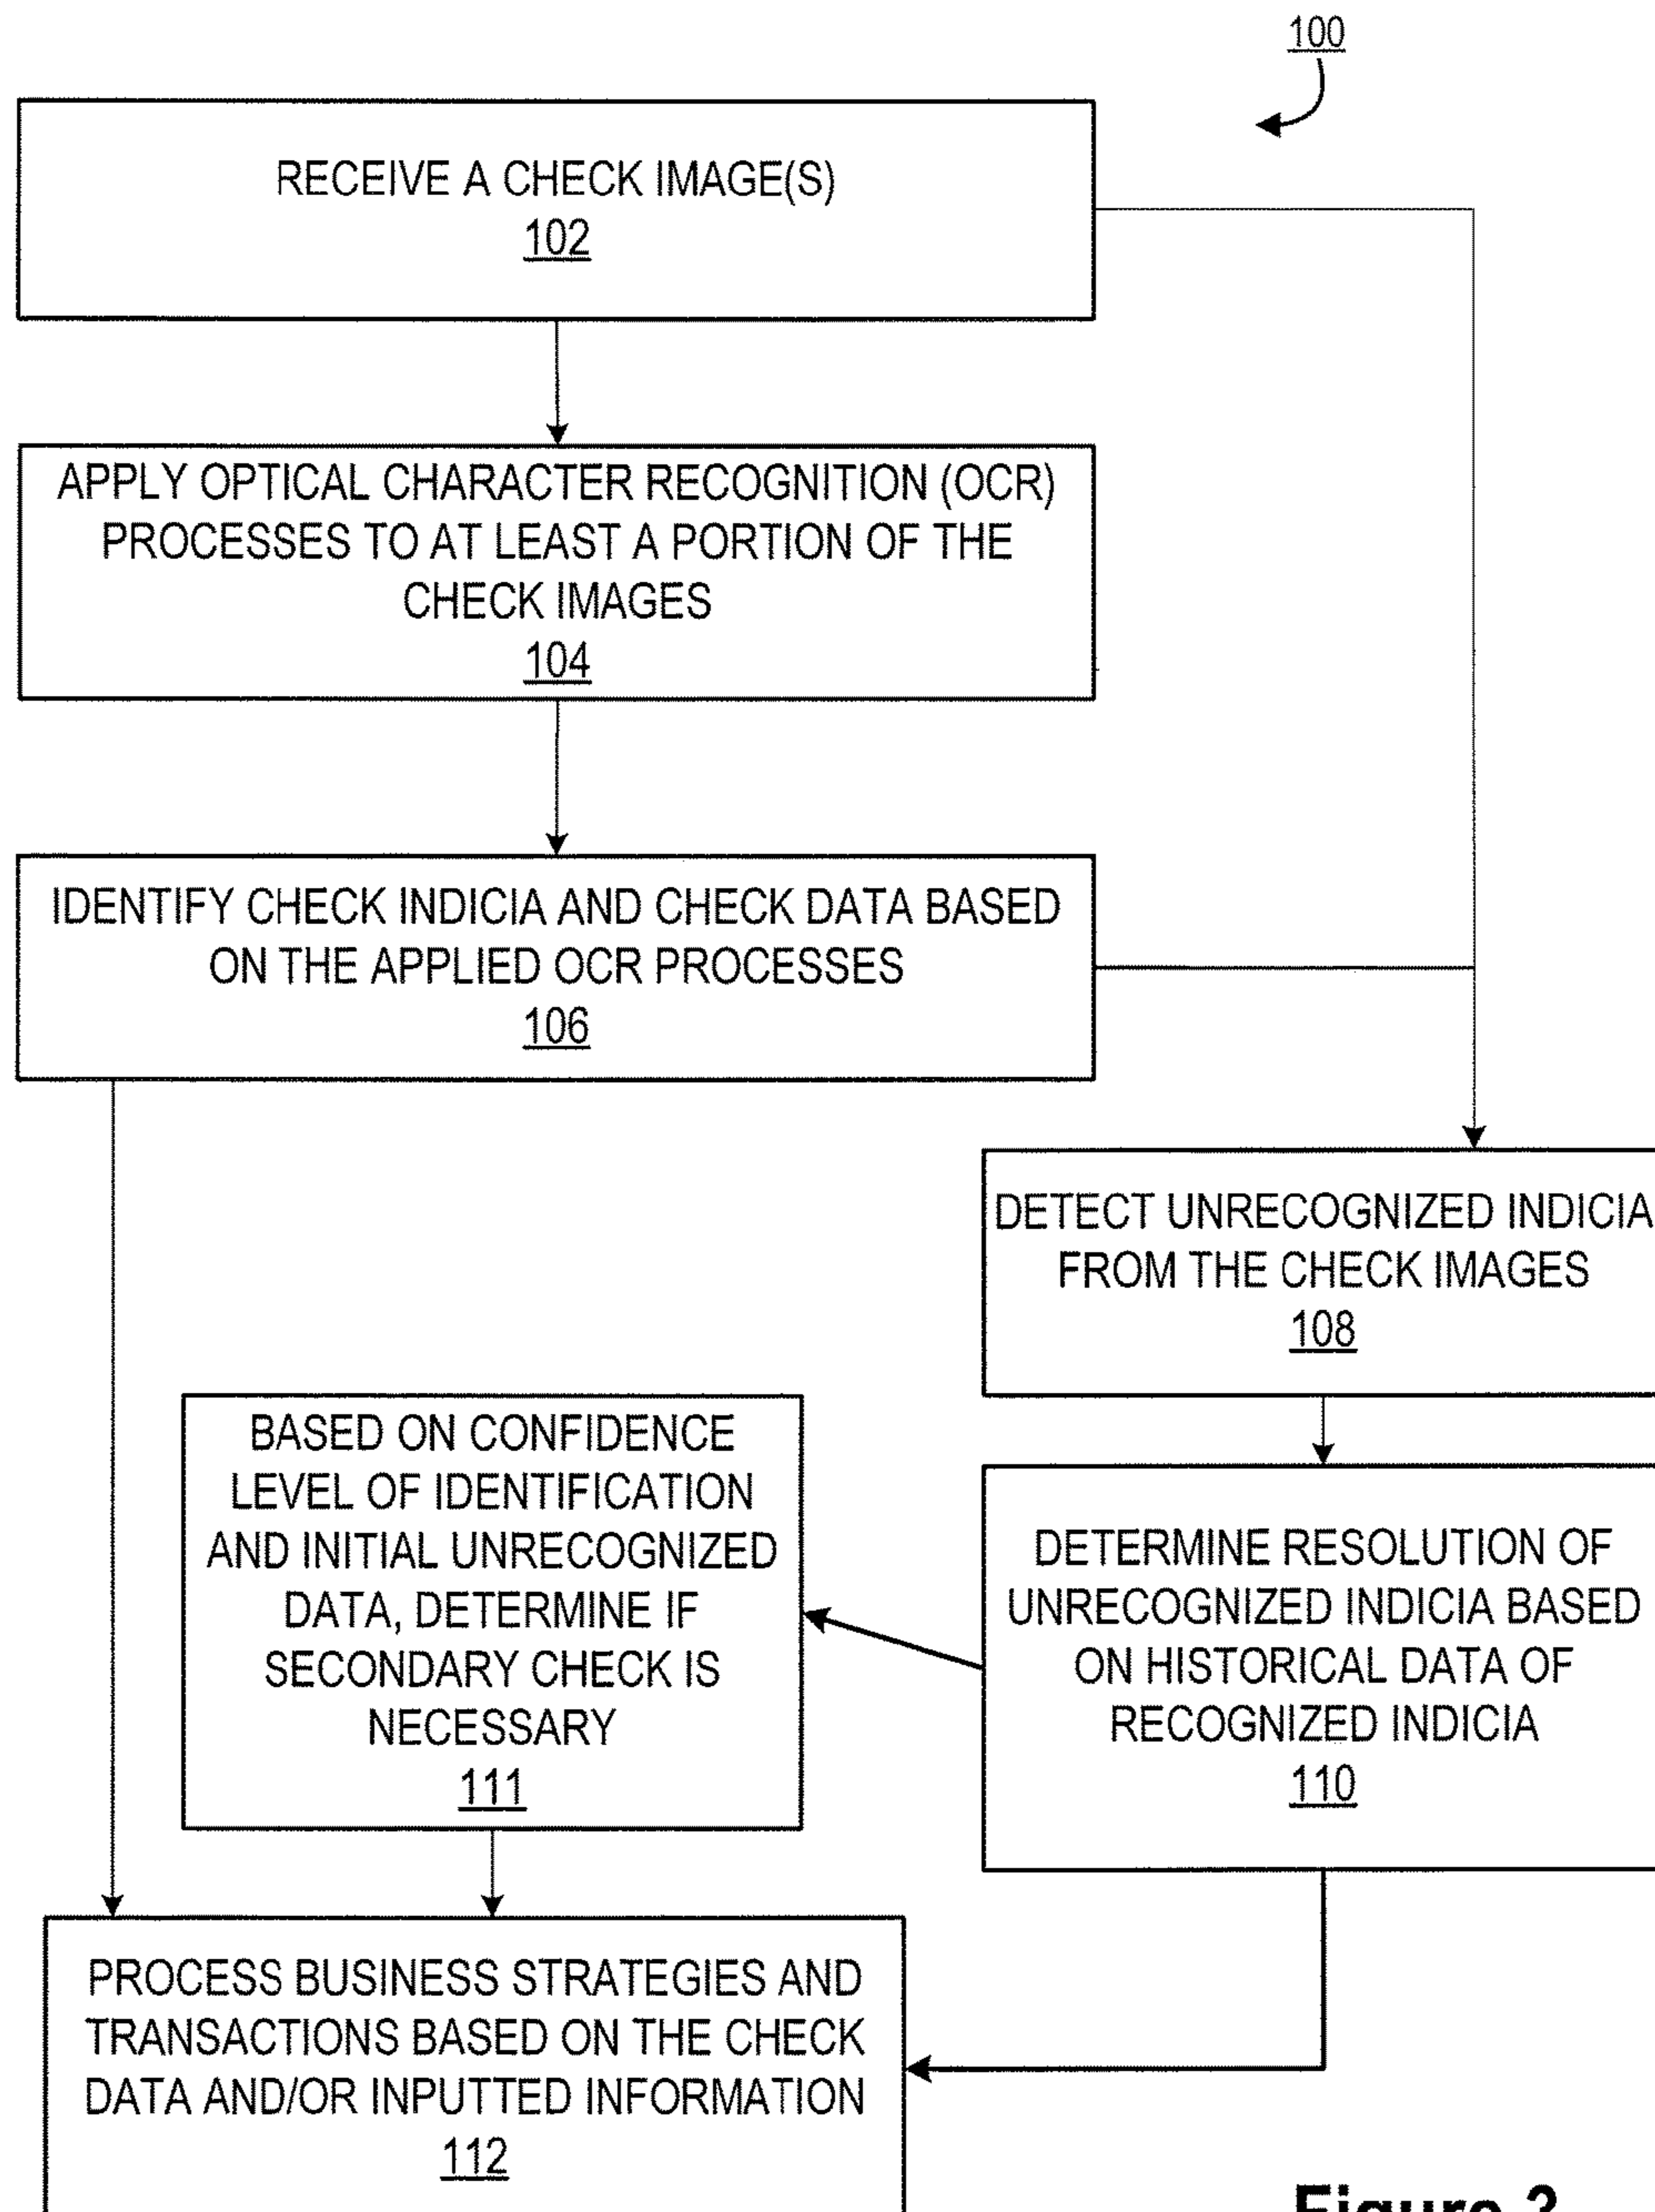 100
RECEIVE A CHECK IMAGE(S)
102
APPLY OPTICAL CHARACTER RECOGNITION (OCR)
PROCESSES TO AT LEAST A PORTION OF THE
CHECK IMAGES
104
IDENTIFY CHECK INDICIA AND CHECK DATA BASED
ON THE APPLIED OCR PROCESSES
106
DETECT UNRECOGNIZED INDICIA
FROM THE CHECK IMAGES
108
BASED ON CONFIDENCE
LEVEL OF IDENTIFICATION
AND INITIAL UNRECOGNIZED
DATA, DETERMINE IF
SECONDARY CHECK IS
NECESSARY
111
DETERMINE RESOLUTION OF
UNRECOGNIZED INDICIA BASED
ON HISTORICAL DATA OF
RECOGNIZED INDICIA
110
PROCESS BUSINESS STRATEGIES AND
TRANSACTIONS BASED ON THE CHECK
DATA AND/OR INPUTTED INFORMATION
112
Figure